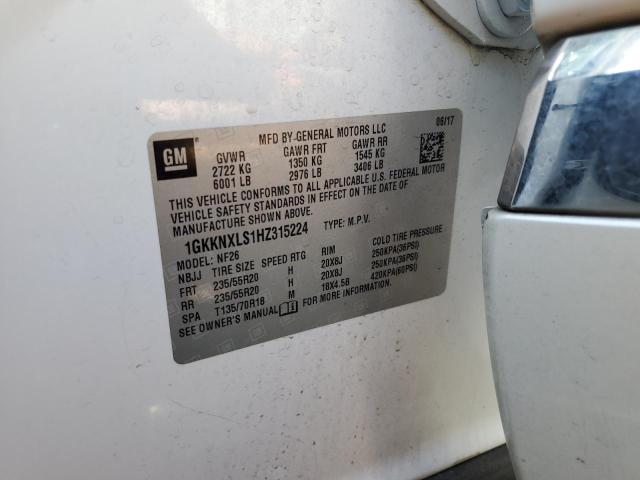 GM
MFD BY GENERAL MOTORS LLC 06/17
GVWR GAWR FRT GAWR RR
2722 KG 1350 KG 1545 KG
6001 LB 2976 LB 3406 LB
THIS VEHICLE CONFORMS TO ALL APPLICABLE U.S. FEDERAL MOTOR
VEHICLE SAFETY STANDARDS IN EFFECT ON THE DATE OF
MANUFACTURE SHOWN ABOVE.
1GKKNXLS1HZ315224 TYPE: M.P.V.
MODEL: NF26
NBJJ TIRE SIZE SPEED RTG RIM COLD TIRE PRESSURE
FRT 235/55R20 H 20X8J 250KPA(36PSI)
RR 235/55R20 H 20X8J 250KPA(36PSI)
SPA T135/70R18 M 18X4.5B 420KPA(60PSI)
SEE OWNER'S MANUAL FOR MORE INFORMATION.